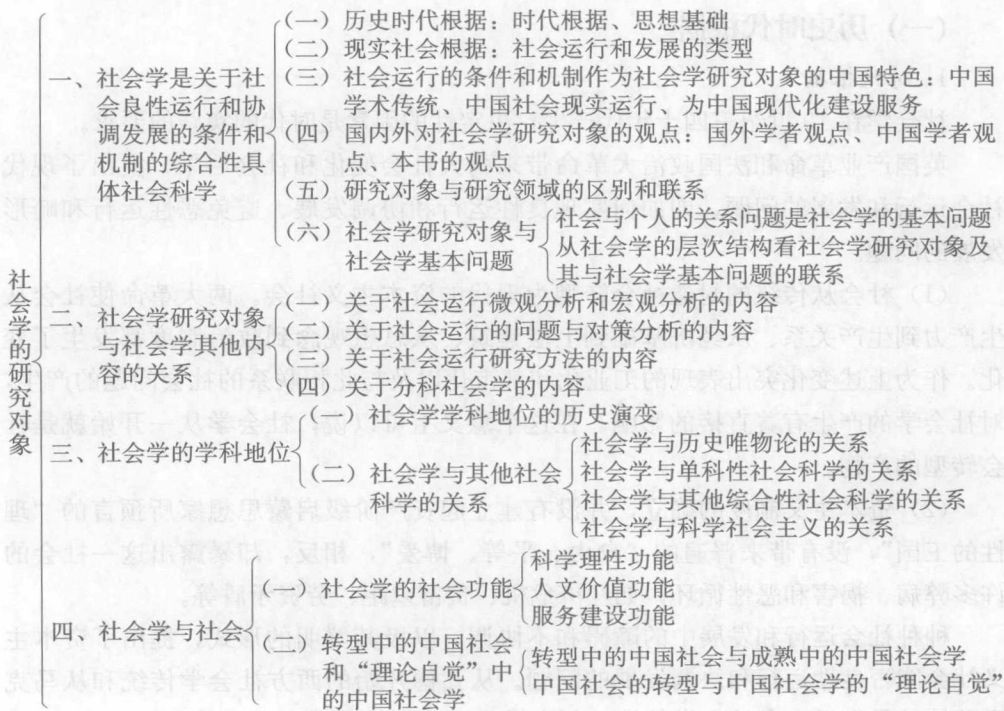 社会学的研究对象
一、社会学是关于社
会良性运行和协
调发展的条件和
机制的综合性具
体社会科学
（一）历史时代根据：时代根据、思想基础
（二）现实社会根据：社会运行和发展的类型
（三）社会运行的条件和机制作为社会学研究对象的中国特色：中国
学术传统、中国社会现实运行、为中国现代化建设服务
（四）国内外对社会学研究对象的观点：国外学者观点、中国学者观
点、本书的观点
（五）研究对象与研究领域的区别和联系
（六）社会学研究对象与
社会学基本问题
社会与个人的关系问题是社会学的基本问题
从社会学的层次结构看社会学研究对象及
其与社会学基本问题的联系
二、社会学研究对象
与社会学其他内
容的关系
（一）关于社会运行微观分析和宏观分析的内容
（二）关于社会运行的问题与对策分析的内容
（三）关于社会运行研究方法的内容
（四）关于分科社会学的内容
三、社会学的学科地位
（一）社会学学科地位的历史演变
（二）社会学与其他社会
科学的关系
社会学与历史唯物论的关系
社会学与单科性社会科学的关系
社会学与其他综合性社会科学的关系
社会学与科学社会主义的关系
四、社会学与社会
（一）社会学的社会功能
科学理性功能
人文价值功能
服务建设功能
（二）转型中的中国社会
和“理论自觉”中
的中国社会学
转型中的中国社会与成熟中的中国社会学
中国社会的转型与中国社会学的“理论自觉”